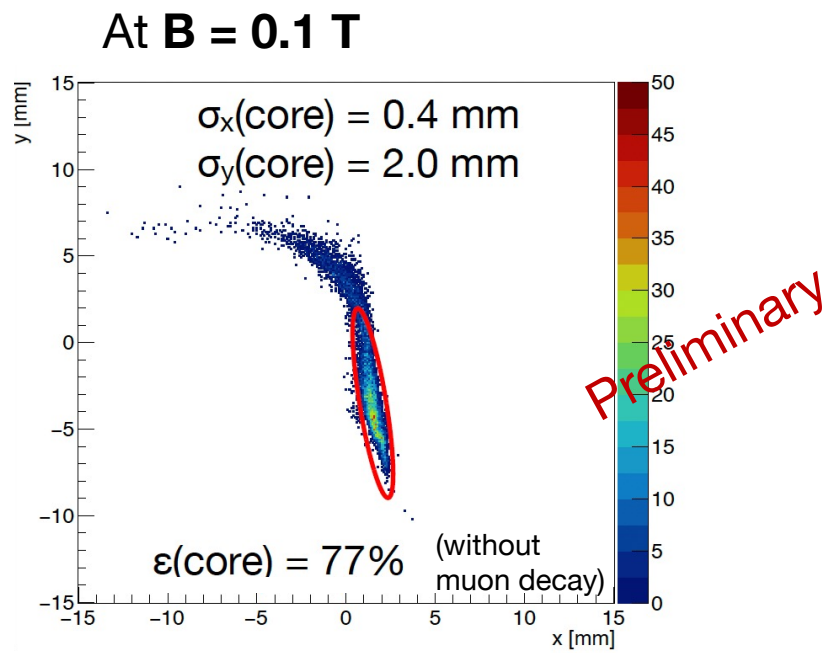 At B = 0.1 T
y [mm]
15
10
5
0
−5
−10
−15
σx(core) = 0.4 mm
σy(core) = 2.0 mm
ε(core) = 77%
(without
muon decay)
−15 −10 −5 0 5 10 15
x [mm]
50
45
40
35
30
25
20
15
10
5
0
Preliminary